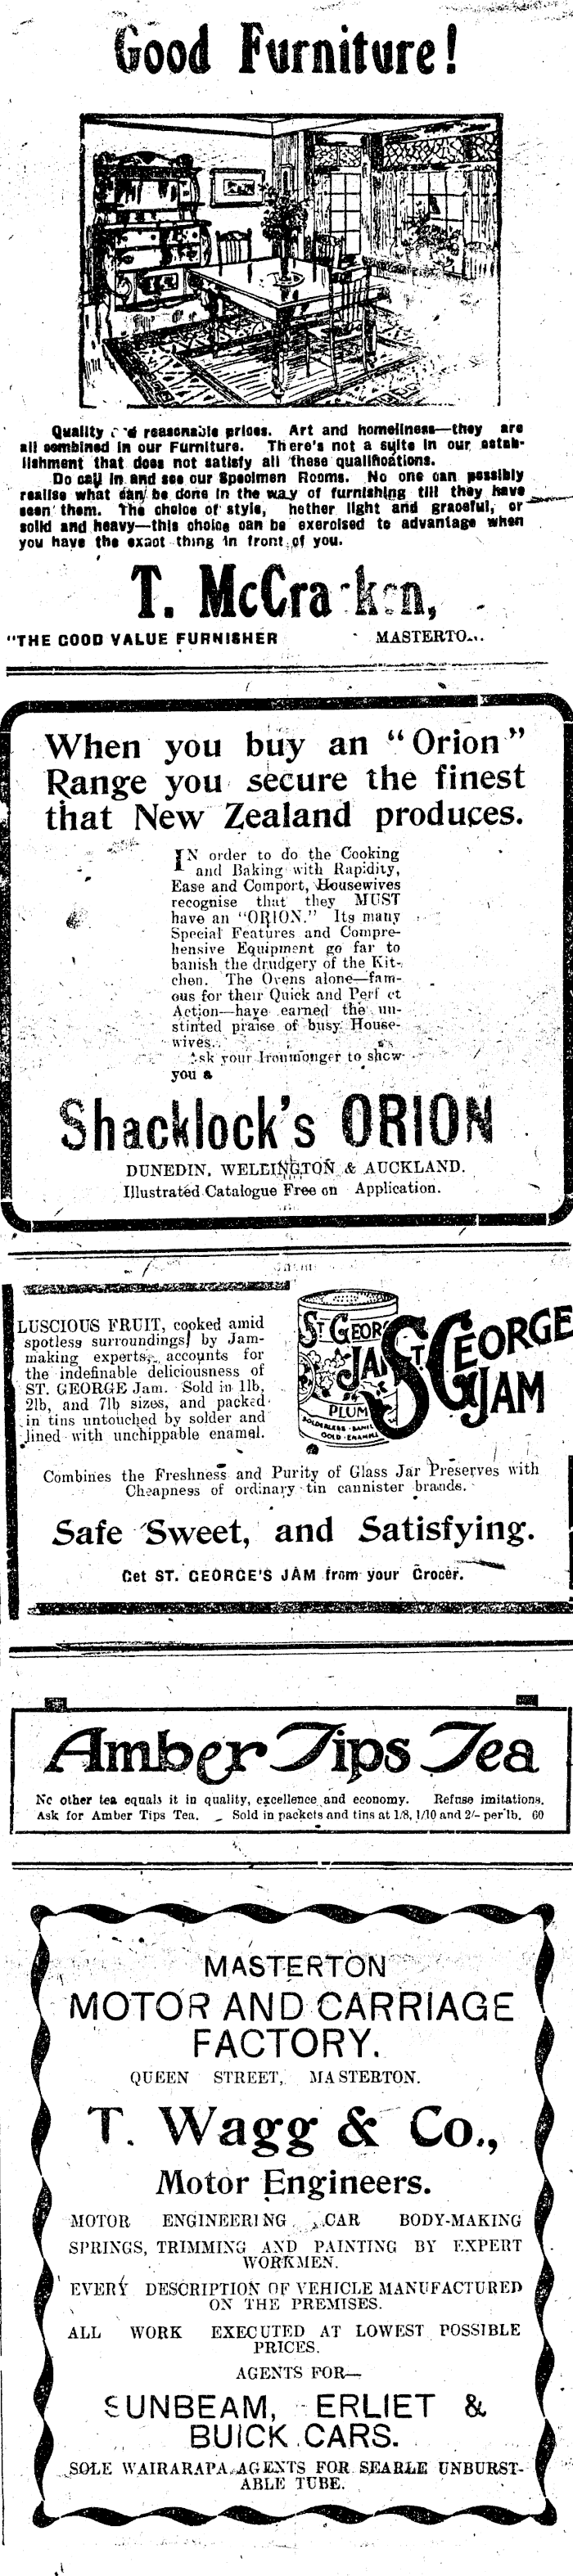 Good Furniture!
Quality reasonable prices. Art and homeliness—they are
all combined in our Furniture. There's not a suite in our estab-
lishment that does not satisfy all these qualifications.
Do call in and see our Specimen Rooms. No one can possibly
realise what can be done in the way of furnishing till they have
seen them. The choice of style, hether light and graceful, or
solid and heavy—this choice can be exercised to advantage when
you have the exact thing in front of you.
T. McCra ken,
"THE GOOD VALUE FURNISHER MASTERTO
When you buy an "Orion"
Range you secure the finest
that New Zealand produces.
IN order to do the Cooking
and Baking with Rapidity,
Ease and Comport, Housewives
recognise that they MUST
have an "ORION." Its many
Special Features and Compre-
hensive Equipment go far to
banish the drudgery of the Kit-
chen. The Ovens alone—fam-
ous for their Quick and Perf ct
Action—have earned the un-
stinted praise of busy House-
wives.
Ask your Ironmonger to show
you a
Shacklock's ORION
DUNEDIN, WELLINGTON & AUCKLAND.
Illustrated Catalogue Free on Application.
LUSCIOUS FRUIT, cooked amid
spotless surroundings, by Jam-
making experts, accounts for
the indefinable deliciousness of
ST. GEORGE Jam. Sold in 1lb,
2lb, and 7lb sizes, and packed
in tins untouched by solder and
lined with unchippable enamel.
ST. GEOR
JAM
PLUM
SOLDERLESS
GOLD ENAMEL
ST. GEORGE
JAM
Combines the Freshness and Purity of Glass Jar Preserves with
Cheapness of ordinary tin cannister brands.
Safe Sweet, and Satisfying.
Get ST. GEORGE'S JAM from your Grocer.
Amber Tips Tea
No other tea equals it in quality, excellence and economy. Refuse imitations.
Ask for Amber Tips Tea. Sold in packets and tins at 1/8, 1/10 and 2/- per lb. 60
MASTERTON
MOTOR AND CARRIAGE
FACTORY.
QUEEN STREET, MASTERTON.
T. Wagg & Co.,
Motor Engineers.
MOTOR ENGINEERING, CAR BODY-MAKING
SPRINGS, TRIMMING AND PAINTING BY EXPERT
WORKMEN.
EVERY DESCRIPTION OF VEHICLE MANUFACTURED
ON THE PREMISES.
ALL WORK EXECUTED AT LOWEST POSSIBLE
PRICES.
AGENTS FOR—
SUNBEAM, ERLIET &
BUICK CARS.
SOLE WAIRARAPA AGENTS FOR SEARLE UNBURST-
ABLE TUBE.